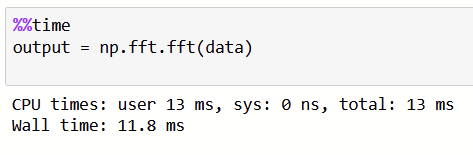 %%time
output = np.fft.fft(data)
CPU times: user 13 ms, sys: 0 ns, total: 13 ms
Wall time: 11.8 ms